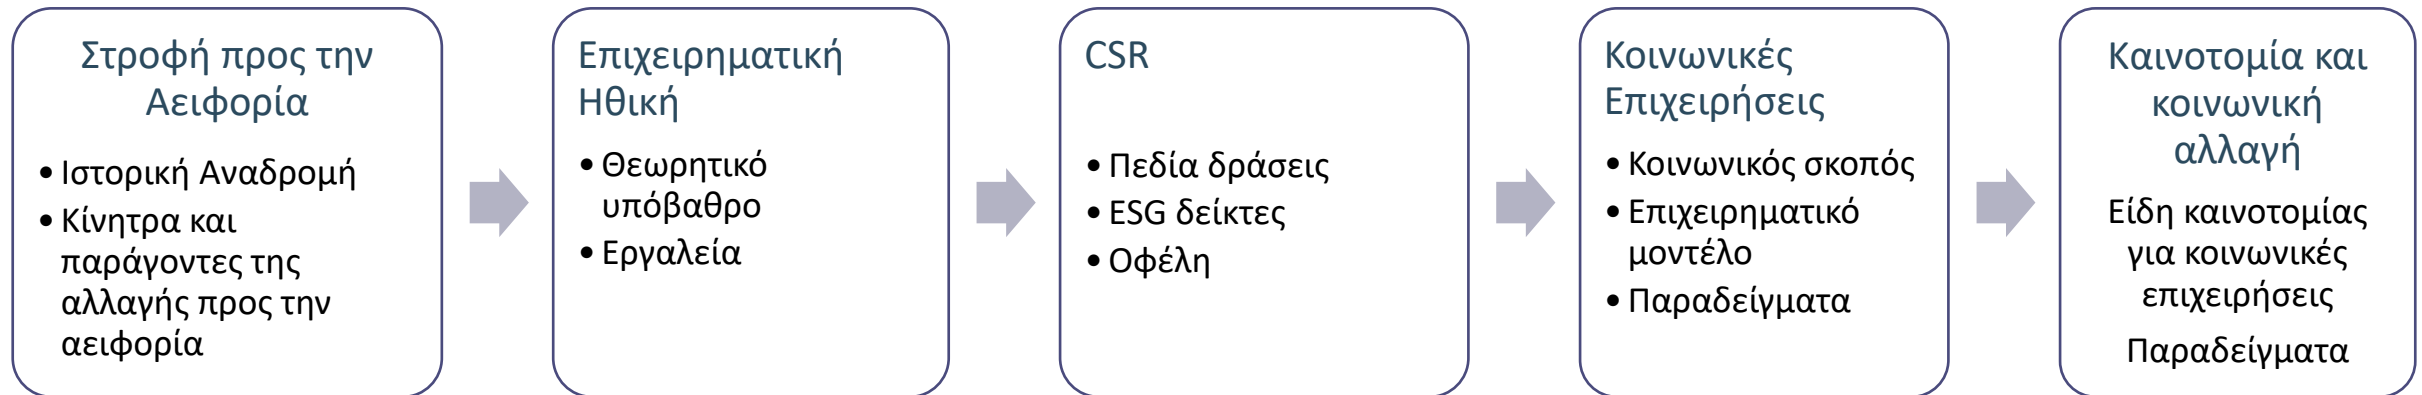 Στροφή προς την
Αειφορία
• Ιστορική Αναδρομή
• Κίνητρα και
παράγοντες της
αλλαγής προς την
αειφορία
Επιχειρηματική
Ηθική
• Θεωρητικό
υπόβαθρο
• Εργαλεία
CSR
• Πεδία δράσεις
• ESG δείκτες
• Οφέλη
Κοινωνικές
Επιχειρήσεις
• Κοινωνικός σκοπός
• Επιχειρηματικό
μοντέλο
• Παραδείγματα
Καινοτομία και
κοινωνική
αλλαγή
Είδη καινοτομίας
για κοινωνικές
επιχειρήσεις
Παραδείγματα